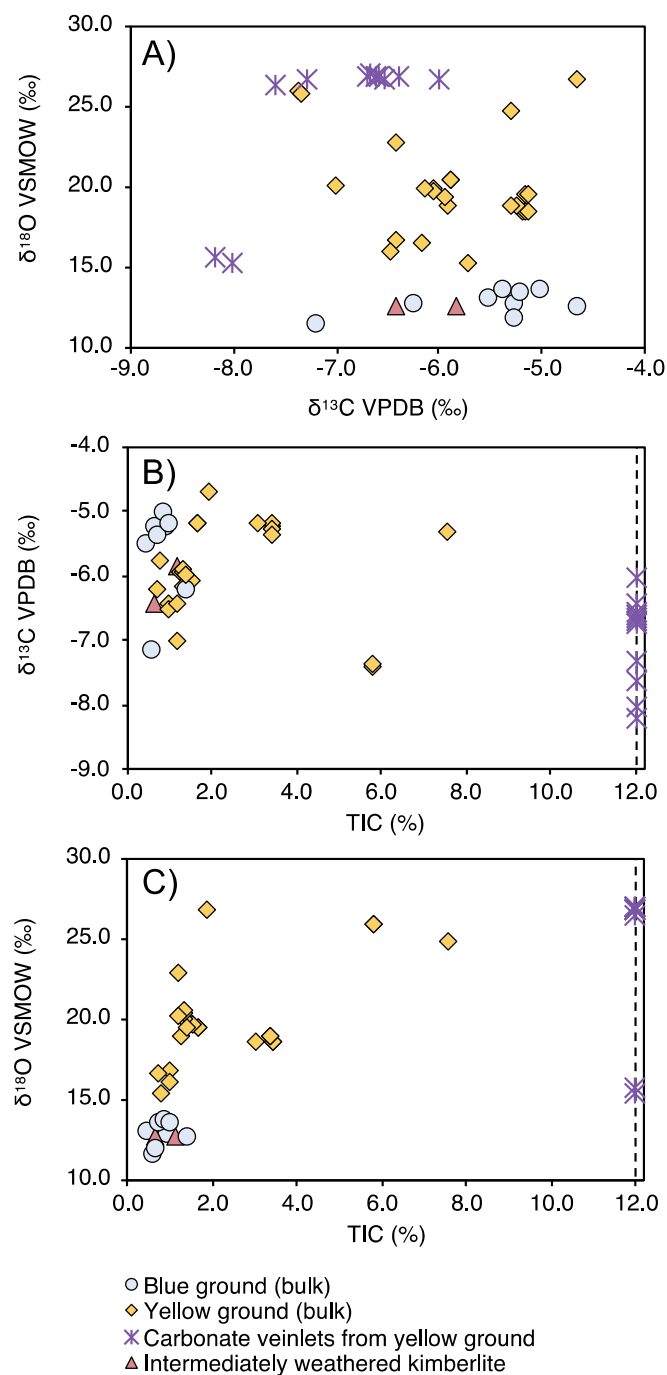 A)
30.0
25.0
20.0
15.0
10.0
δ18O VSMOW (‰)
-9.0 -8.0 -7.0 -6.0 -5.0 -4.0
δ13C VPDB (‰)
B)
-4.0
-5.0
-6.0
-7.0
-8.0
-9.0
δ13C VPDB (‰)
0.0 2.0 4.0 6.0 8.0 10.0 12.0
TIC (%)
C)
30.0
25.0
20.0
15.0
10.0
δ18O VSMOW (‰)
0.0 2.0 4.0 6.0 8.0 10.0 12.0
TIC (%)
Blue ground (bulk)
Yellow ground (bulk)
Carbonate veinlets from yellow ground
Intermediately weathered kimberlite